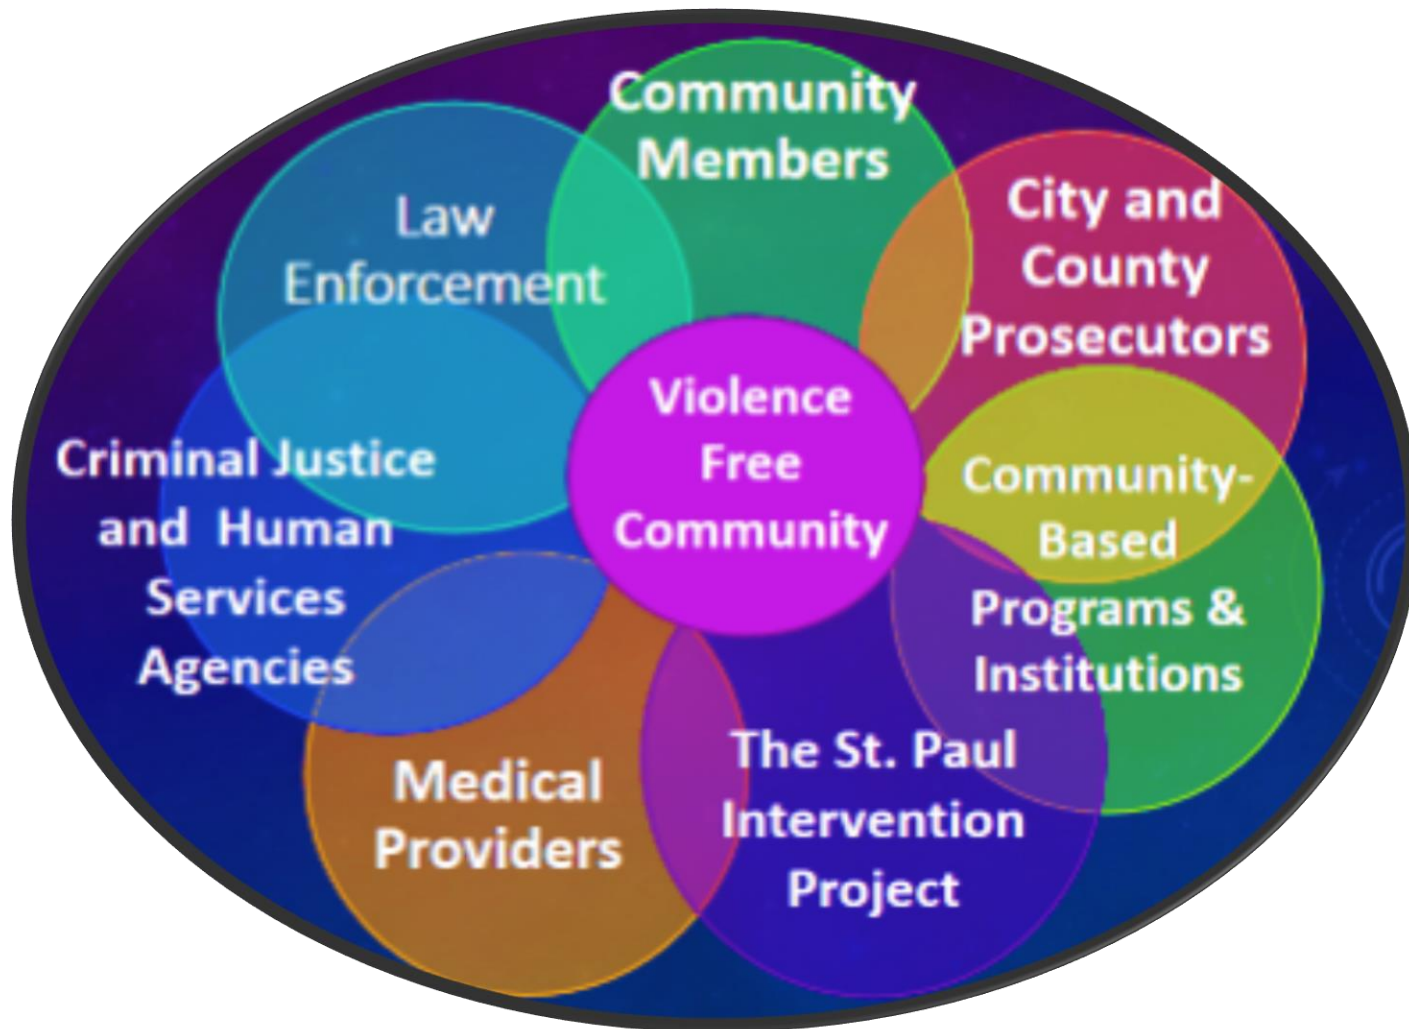 Community
Members
City and
County
Prosecutors
Law
Enforcement
Violence
Free
Community
Community-
Based
Programs &
Institutions
Criminal Justice
and Human
Services
Agencies
Medical
Providers
The St. Paul
Intervention
Project